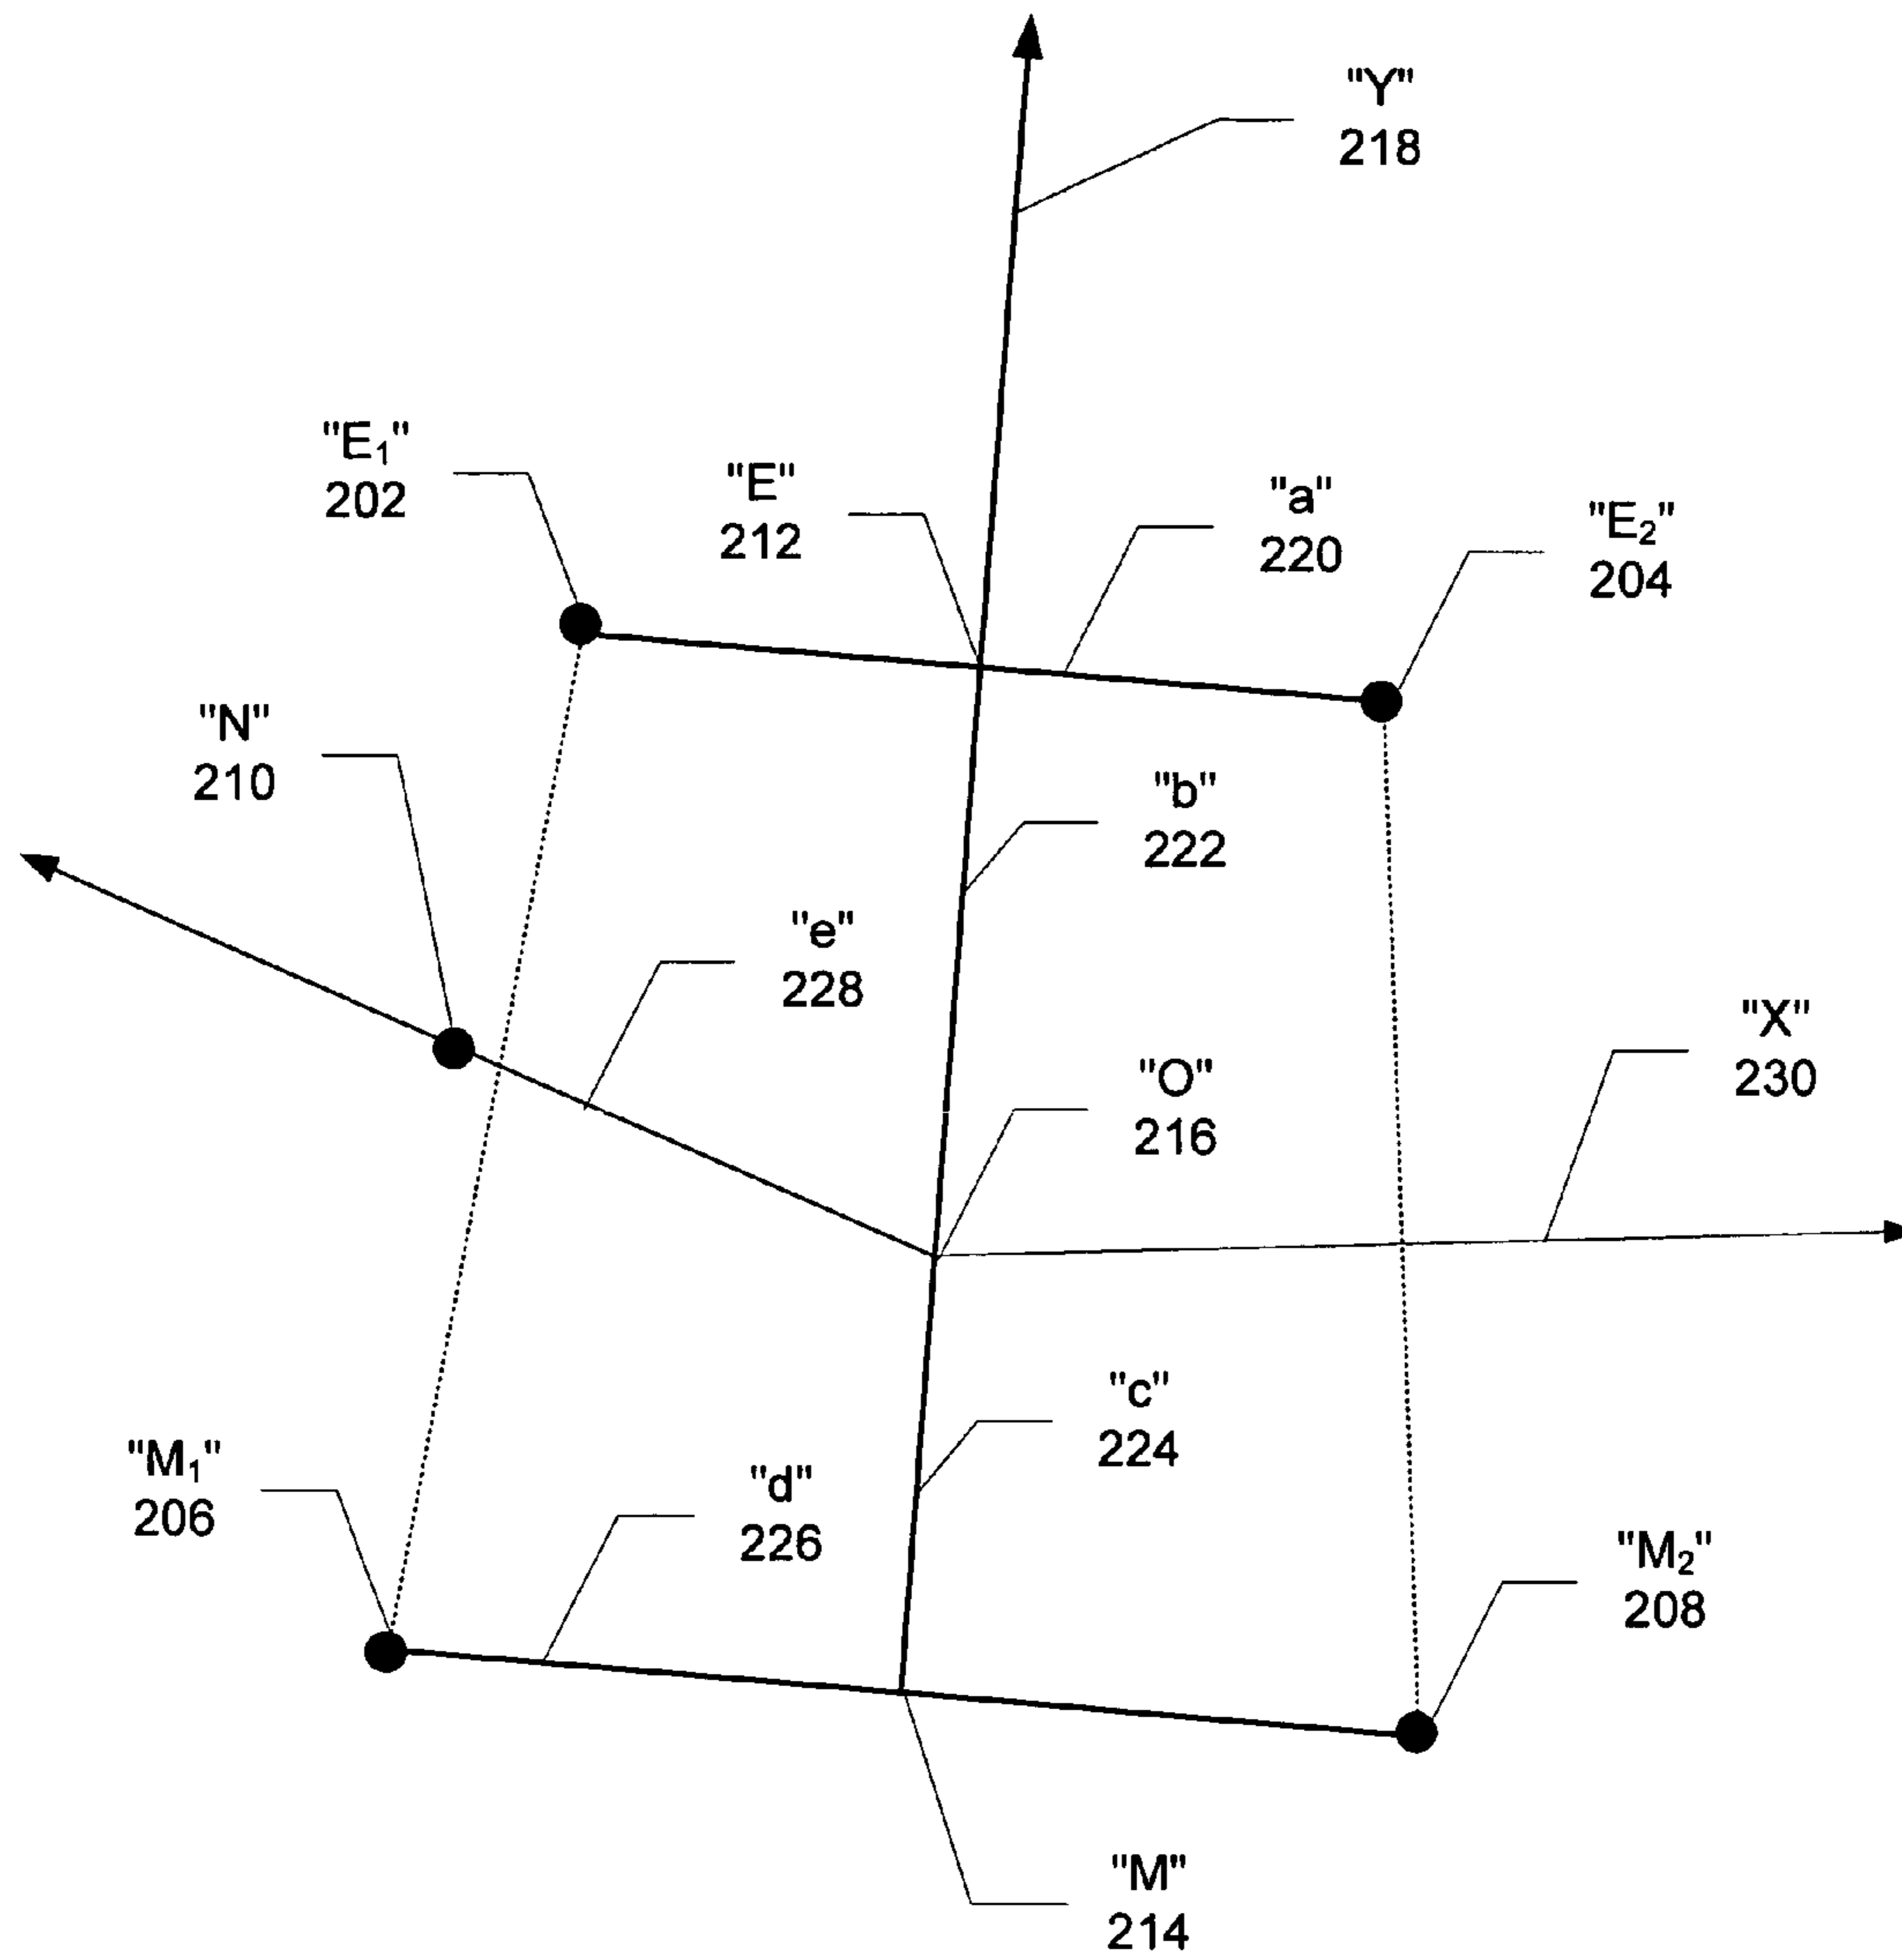 "Y"
218
"E₁"
202
"E"
212
"a"
220
"E₂"
204
"N"
210
"b"
222
"e"
228
"X"
230
"O"
216
"c"
224
"M₁"
206
"d"
226
"M₂"
208
"M"
214